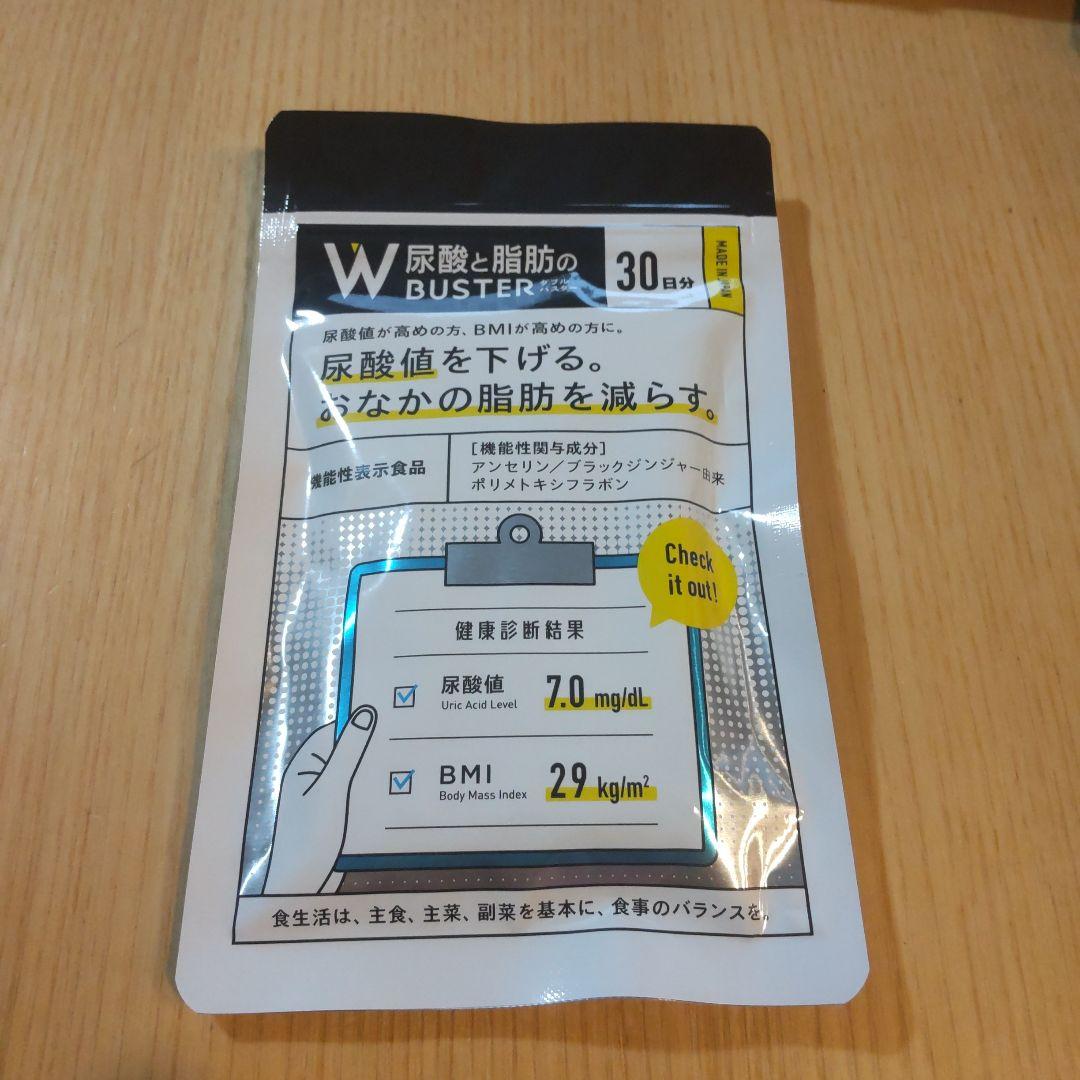 W 尿酸と脂肪の
BUSTER ダブルバスター
30日分
MADE IN JAPAN
尿酸値が高めの方、BMIが高めの方に。
尿酸値を下げる。
おなかの脂肪を減らす。
機能性表示食品
[機能性関与成分]
アンセリン/ブラックジンジャー由来
ポリメトキシフラボン
Check
it out!
健康診断結果
尿酸値 7.0 mg/dL
Uric Acid Level
BMI 29 kg/m²
Body Mass Index
食生活は、主食、主菜、副菜を基本に、食事のバランスを。